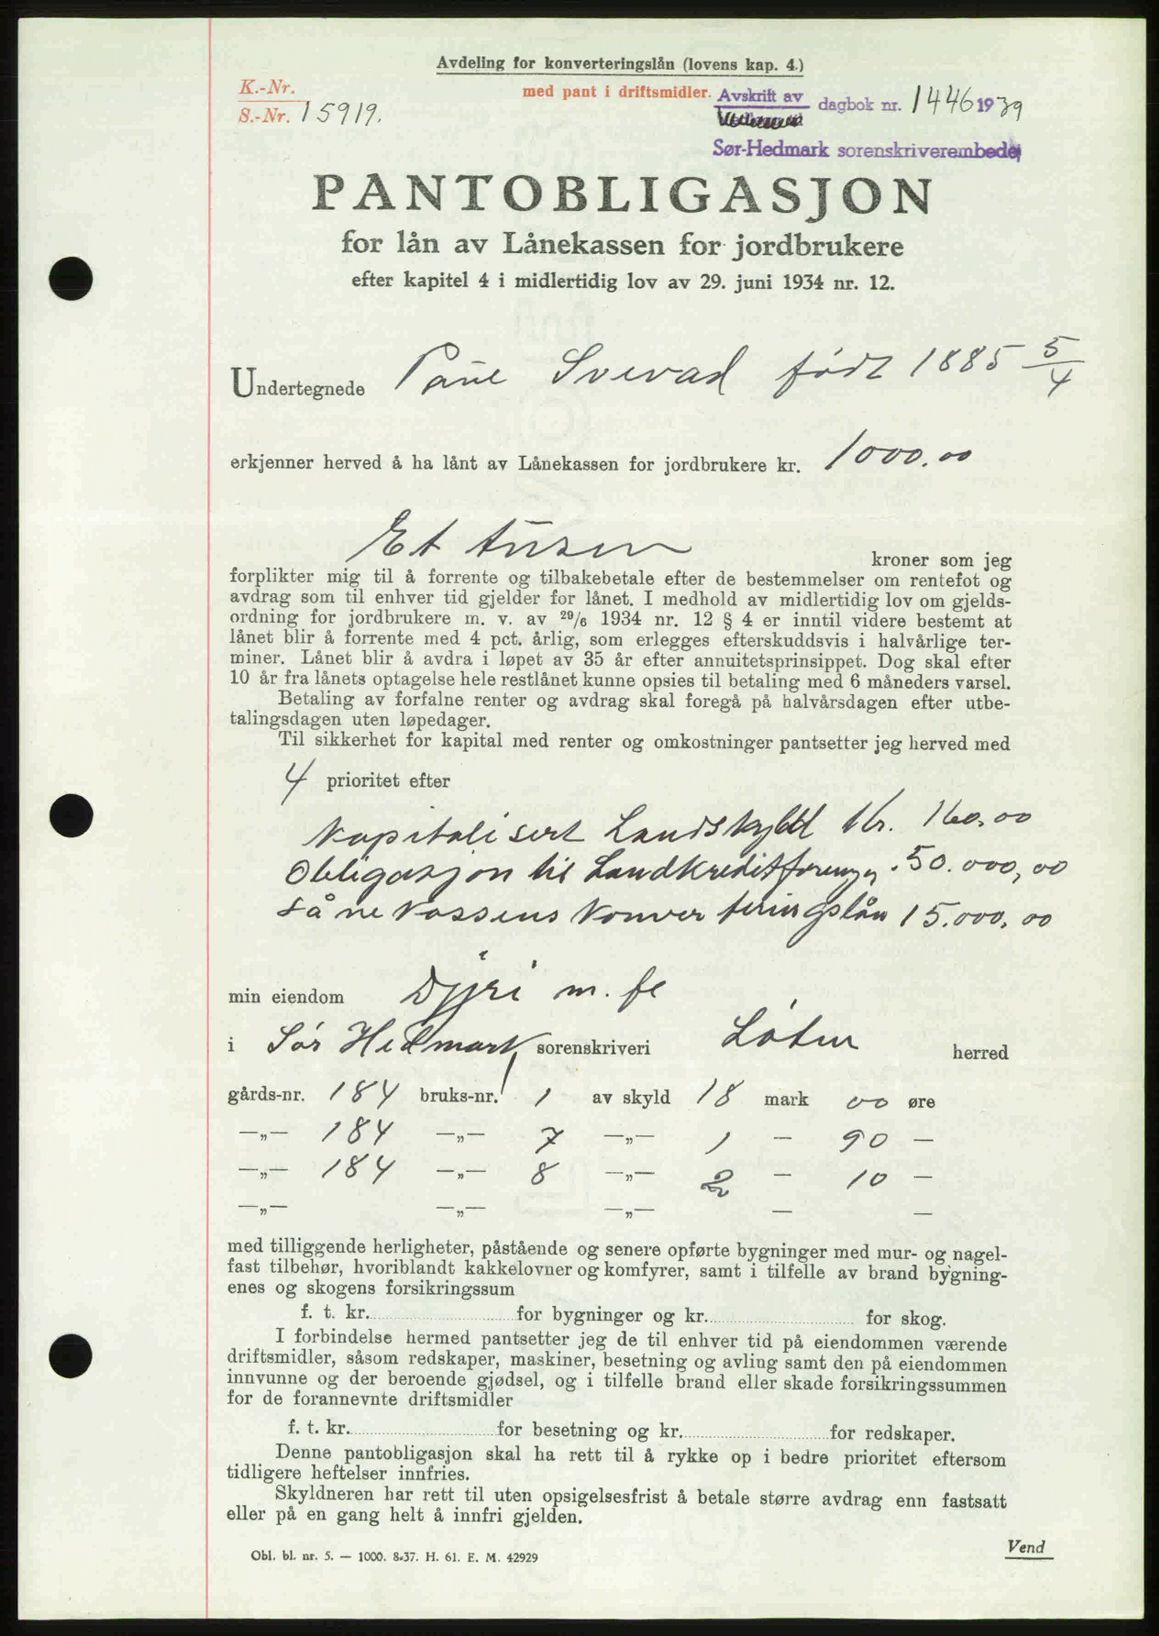 Avdeling for konverteringslån (lovens kap. 4.)
med pant i driftsmidler.
K.-Nr.
S.-Nr. 15919.
Avskrift av dagbok nr. 1446 1939
Sør-Hedmark sorenskriverembede
PANTOBLIGASJON
for lån av Lånekassen for jordbrukere
efter kapitel 4 i midlertidig lov av 29. juni 1934 nr. 12.
Undertegnede Svevad født 1885 5/4
erkjenner herved å ha lånt av Lånekassen for jordbrukere kr. 1000.00
Et tusen kroner som jeg
forplikter mig til å forrente og tilbakebetale efter de bestemmelser om rentefot og
avdrag som til enhver tid gjelder for lånet. I medhold av midlertidig lov om gjelds-
ordning for jordbrukere m. v. av 29/6 1934 nr. 12 § 4 er inntil videre bestemt at
lånet blir å forrente med 4 pct. årlig, som erlegges efterskuddsvis i halvårlige ter-
miner. Lånet blir å avdra i løpet av 35 år efter annuitetsprinsippet. Dog skal efter
10 år fra lånets optagelse hele restlånet kunne opsies til betaling med 6 måneders varsel.
Betaling av forfalne renter og avdrag skal foregå på halvårsdagen efter utbe-
talingsdagen uten løpedager.
Til sikkerhet for kapital med renter og omkostninger pantsetter jeg herved med
4 prioritet efter
Kapitalisert Landskyld Kr. 160.00
Obligasjon til Landkreditforeningen 50.000,00
Lånekassens Konverteringslån 15.000.00
min eiendom m. fl
i Sør Hedmark sorenskriveri Løten herred
gårds-nr. 184 bruks-nr. 1 av skyld 18 mark 00 øre
—„— 184 —„— 7 —„— 1 — 90 —
—„— 184 —„— 8 —„— 2 — 10 —
—„— —„— —„— — —
med tilliggende herligheter, påstående og senere opførte bygninger med mur- og nagel-
fast tilbehør, hvoriblandt kakkelovner og komfyrer, samt i tilfelle av brand bygning-
enes og skogens forsikringssum
f. t. kr. for bygninger og kr. for skog.
I forbindelse hermed pantsetter jeg de til enhver tid på eiendommen værende
driftsmidler, såsom redskaper, maskiner, besetning og avling samt den på eiendommen
innvunne og der beroende gjødsel, og i tilfelle brand eller skade forsikringssummen
for de forannevnte driftsmidler
f. t. kr. for besetning og kr. for redskaper.
Denne pantobligasjon skal ha rett til å rykke op i bedre prioritet eftersom
tidligere heftelser innfries.
Skyldneren har rett til uten opsigelsesfrist å betale større avdrag enn fastsatt
eller på en gang helt å innfri gjelden.
Obl. bl. nr. 5. — 1000. 8-37. H. 61. E. M. 42929
Vend